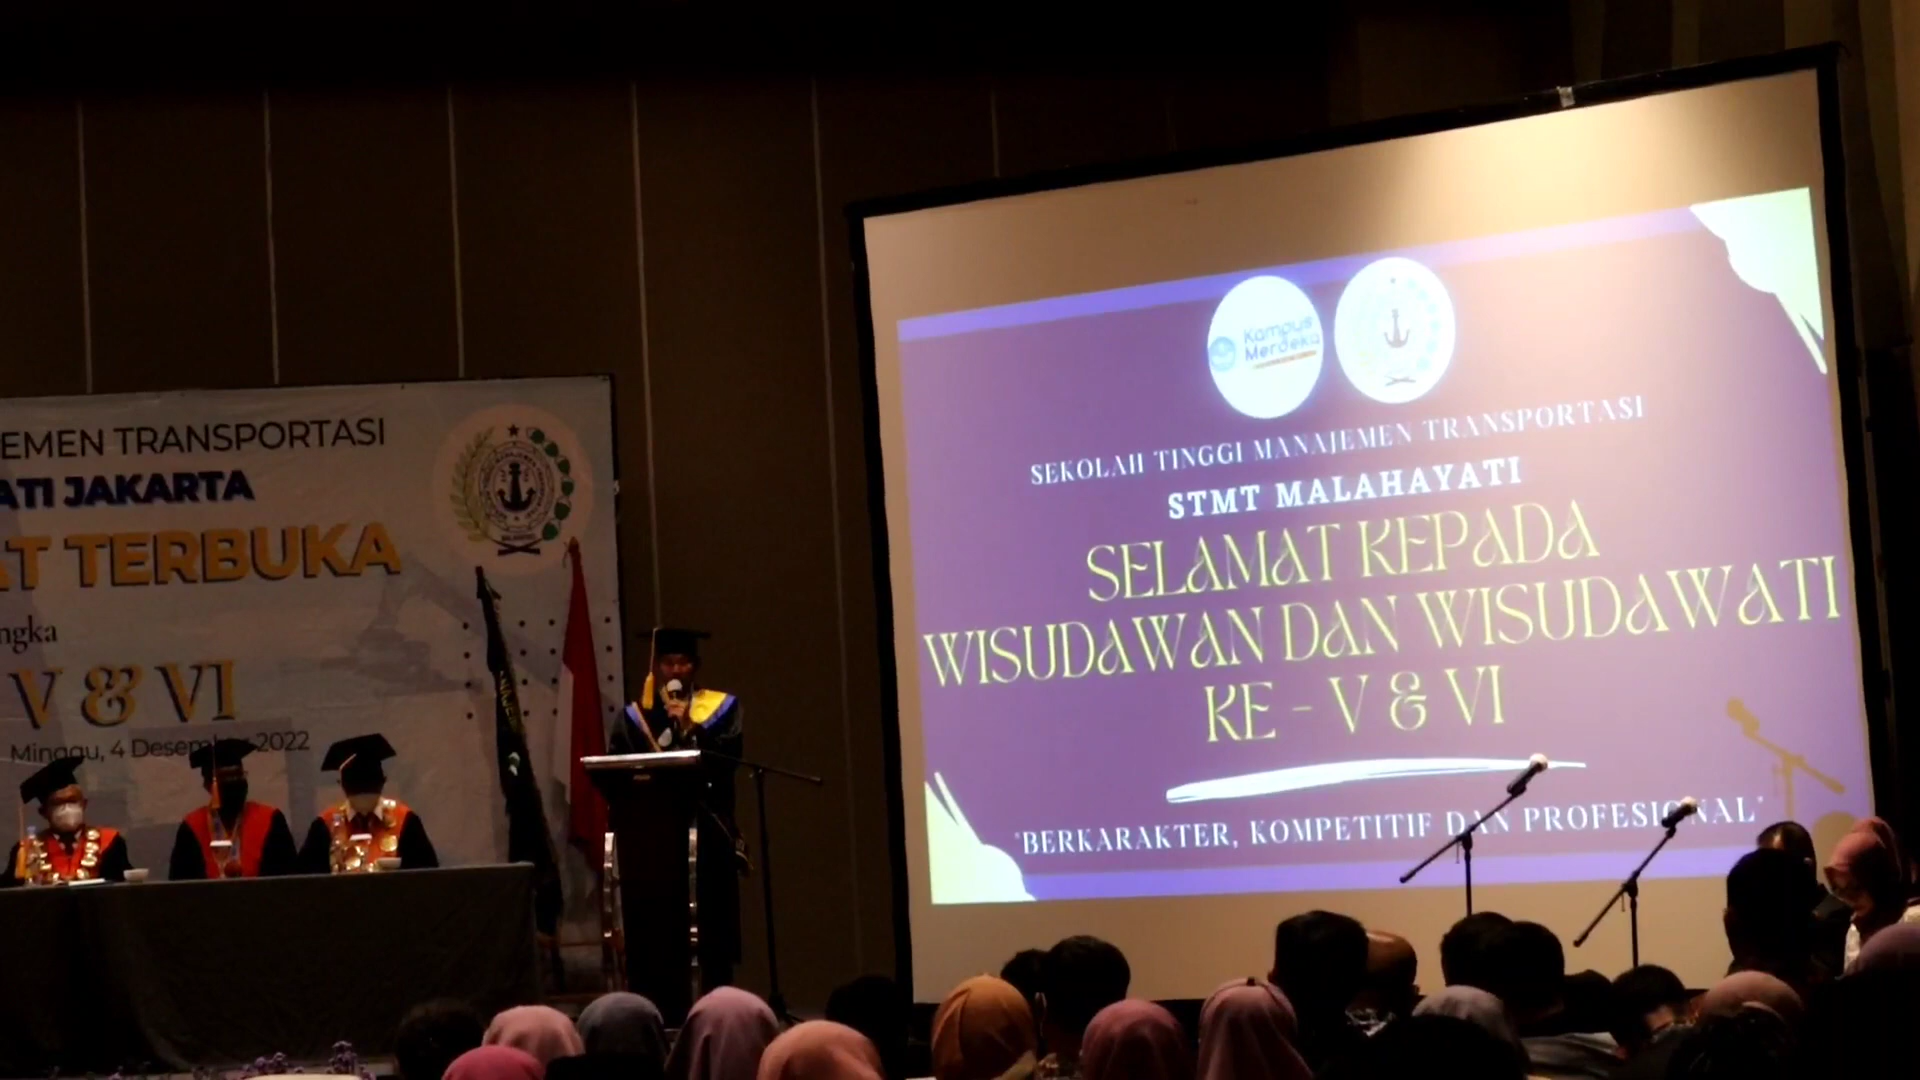 EMEN TRANSPORTASI
ATI JAKARTA
AT TERBUKA
ngka
V & VI
Minggu, 4 Desember 2022
Kampus
Merdeka
SEKOLAH TINGGI MANAJEMEN TRANSPORTASI
STMT MALAHAYATI
SELAMAT KEPADA
WISUDAWAN DAN WISUDAWATI
KE - V & VI
"BERKARAKTER, KOMPETITIF DAN PROFESIONAL"